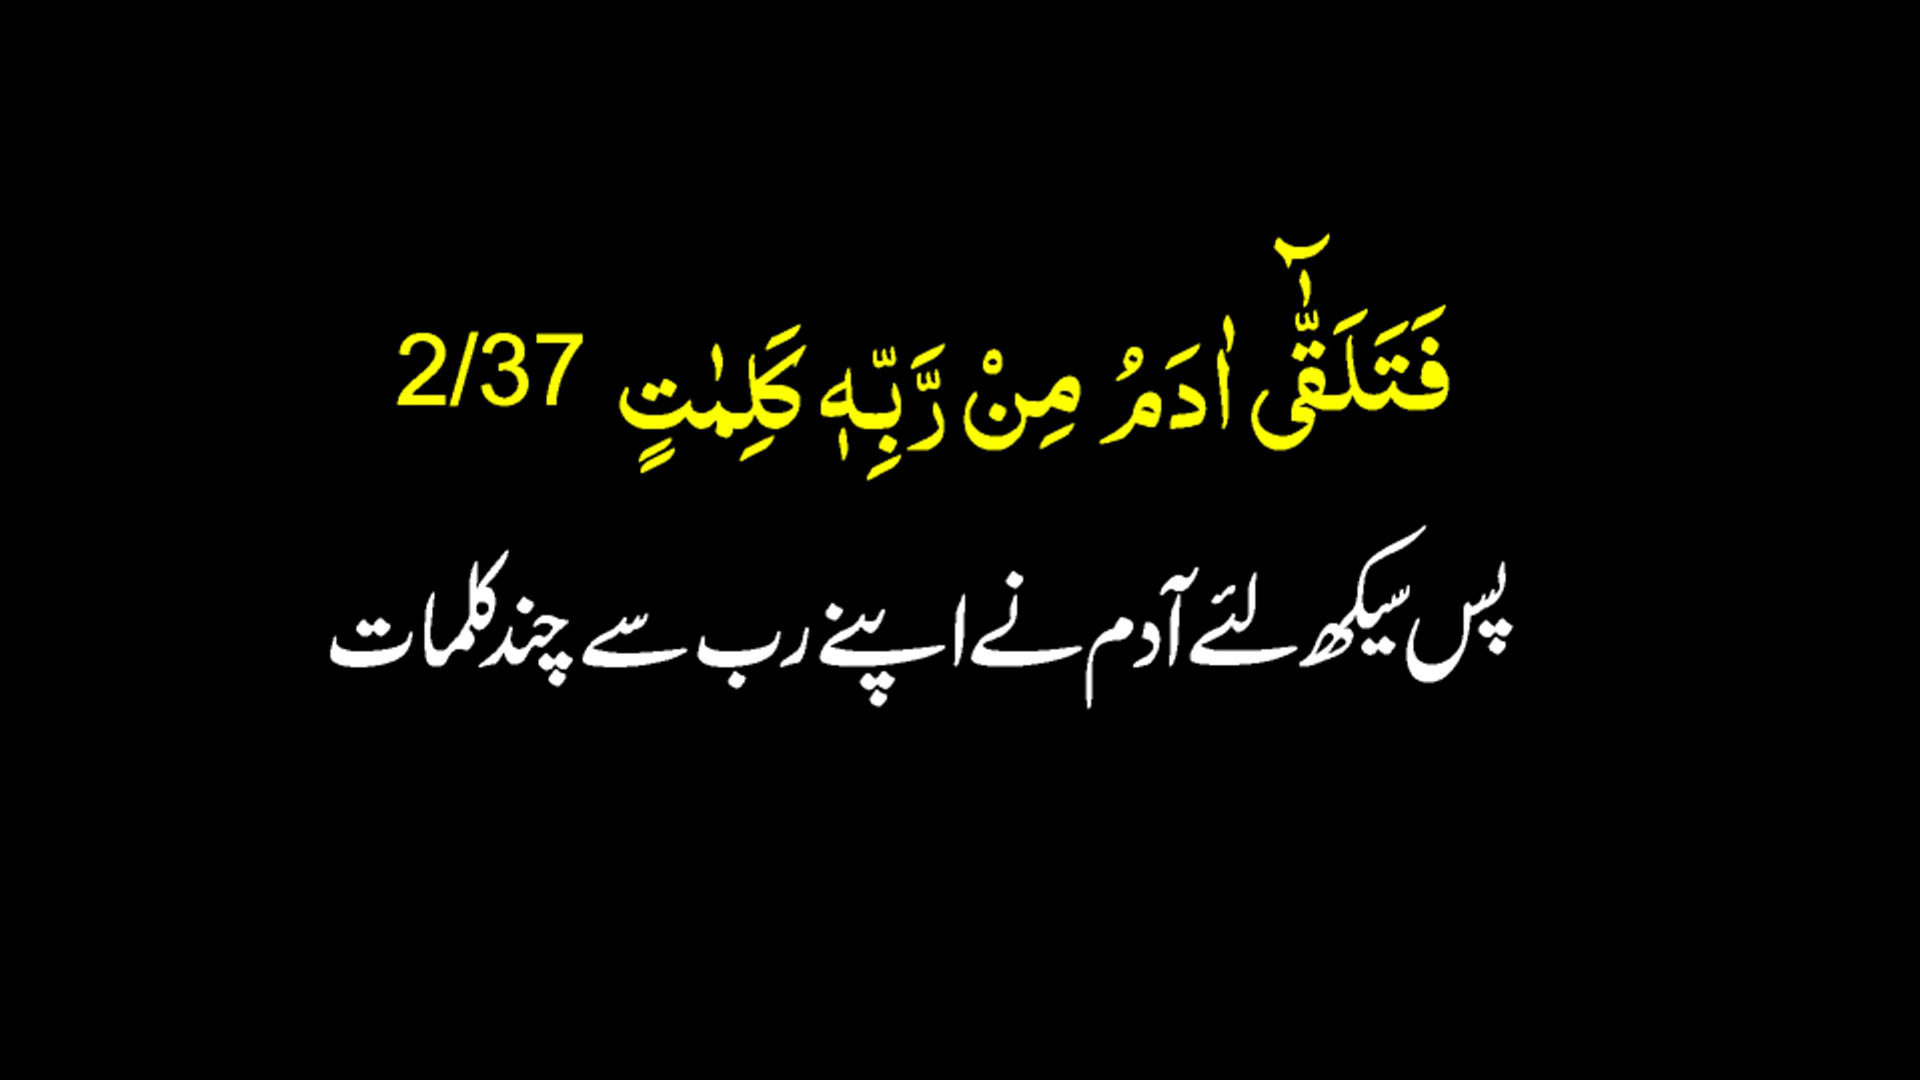 فَتَلَقّٰۤی اٰدَمُ مِنْ رَّبِّهٖ كَلِمٰتٍ 2/37
پس سیکھ لئے آدم نے اپنے رب سے چند کلمات